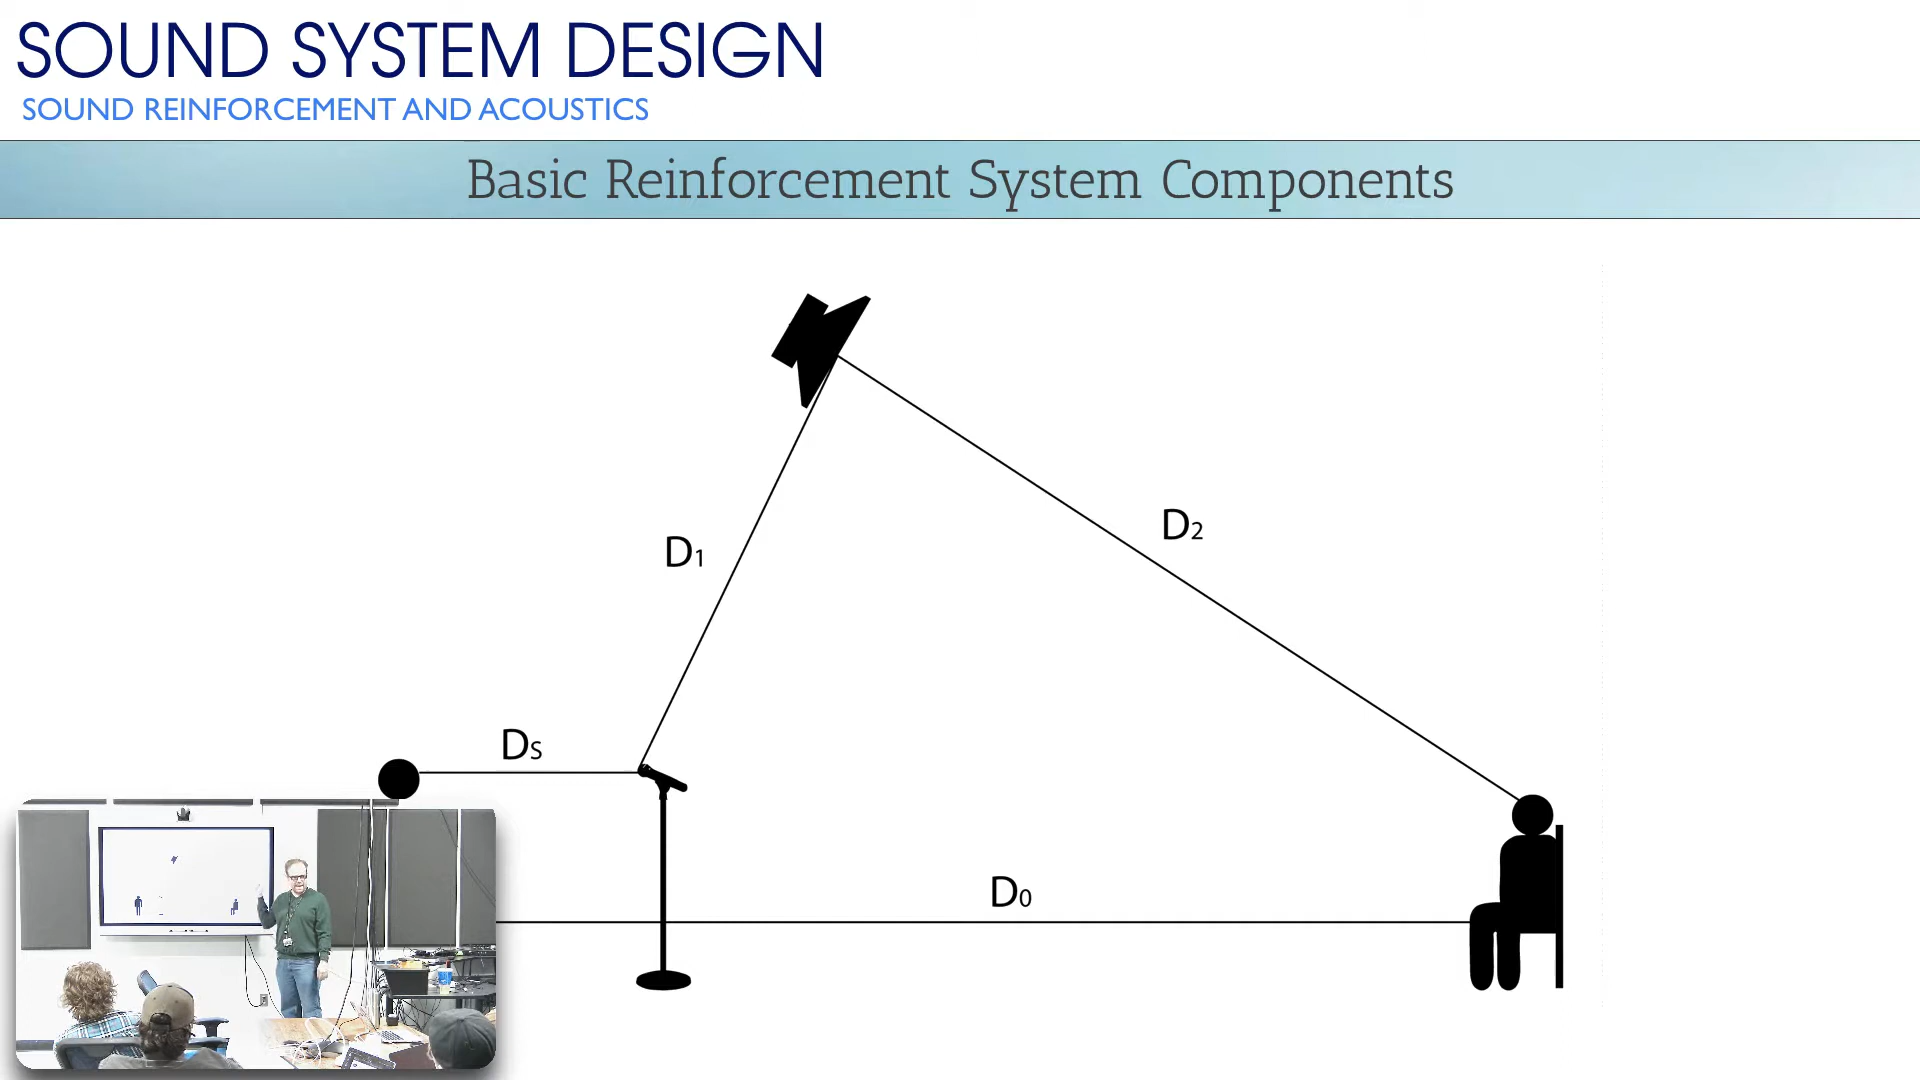 SOUND SYSTEM DESIGN
SOUND REINFORCEMENT AND ACOUSTICS
Basic Reinforcement System Components
D1
D2
DS
D0